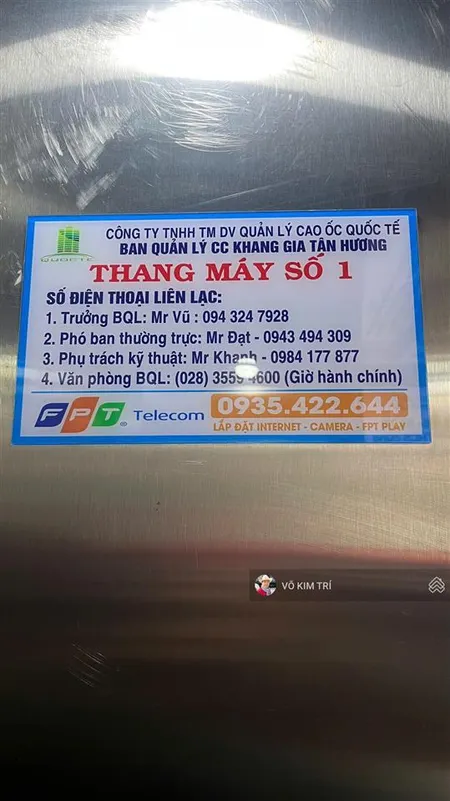 CÔNG TY TNHH TM DV QUẢN LÝ CAO ỐC QUỐC TẾ
BAN QUẢN LÝ CC KHANG GIA TÂN HƯƠNG
THANG MÁY SỐ 1
SỐ ĐIỆN THOẠI LIÊN LẠC:
1. Trưởng BQL: Mr Vũ : 094 324 7928
2. Phó ban thường trực: Mr Đạt - 0943 494 309
3. Phụ trách kỹ thuật: Mr Khanh - 0984 177 877
4. Văn phòng BQL: (028) 3559 4600 (Giờ hành chính)
FPT Telecom 0935.422.644
LẮP ĐẶT INTERNET - CAMERA - FPT PLAY
VÕ KIM TRÍ